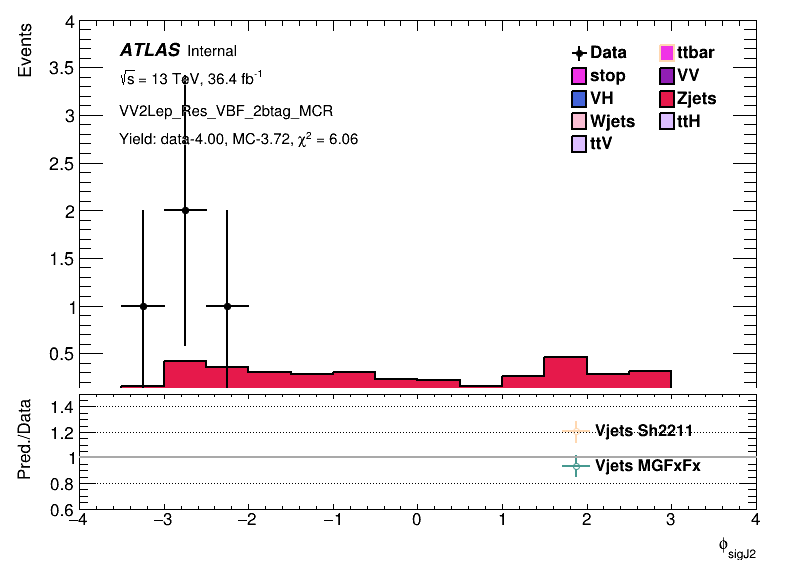 Events
4
3.5
3
2.5
2
1.5
1
0.5
ATLAS Internal
√s = 13 TeV, 36.4 fb⁻¹
VV2Lep_Res_VBF_2btag_MCR
Yield: data-4.00, MC-3.72, χ² = 6.06
Data
ttbar
stop
VV
VH
Zjets
Wjets
ttH
ttV
Pred./Data
1.4
1.2
1
0.8
0.6
Vjets Sh2211
Vjets MGFxFx
−4 −3 −2 −1 0 1 2 3 4
ϕ_sigJ2